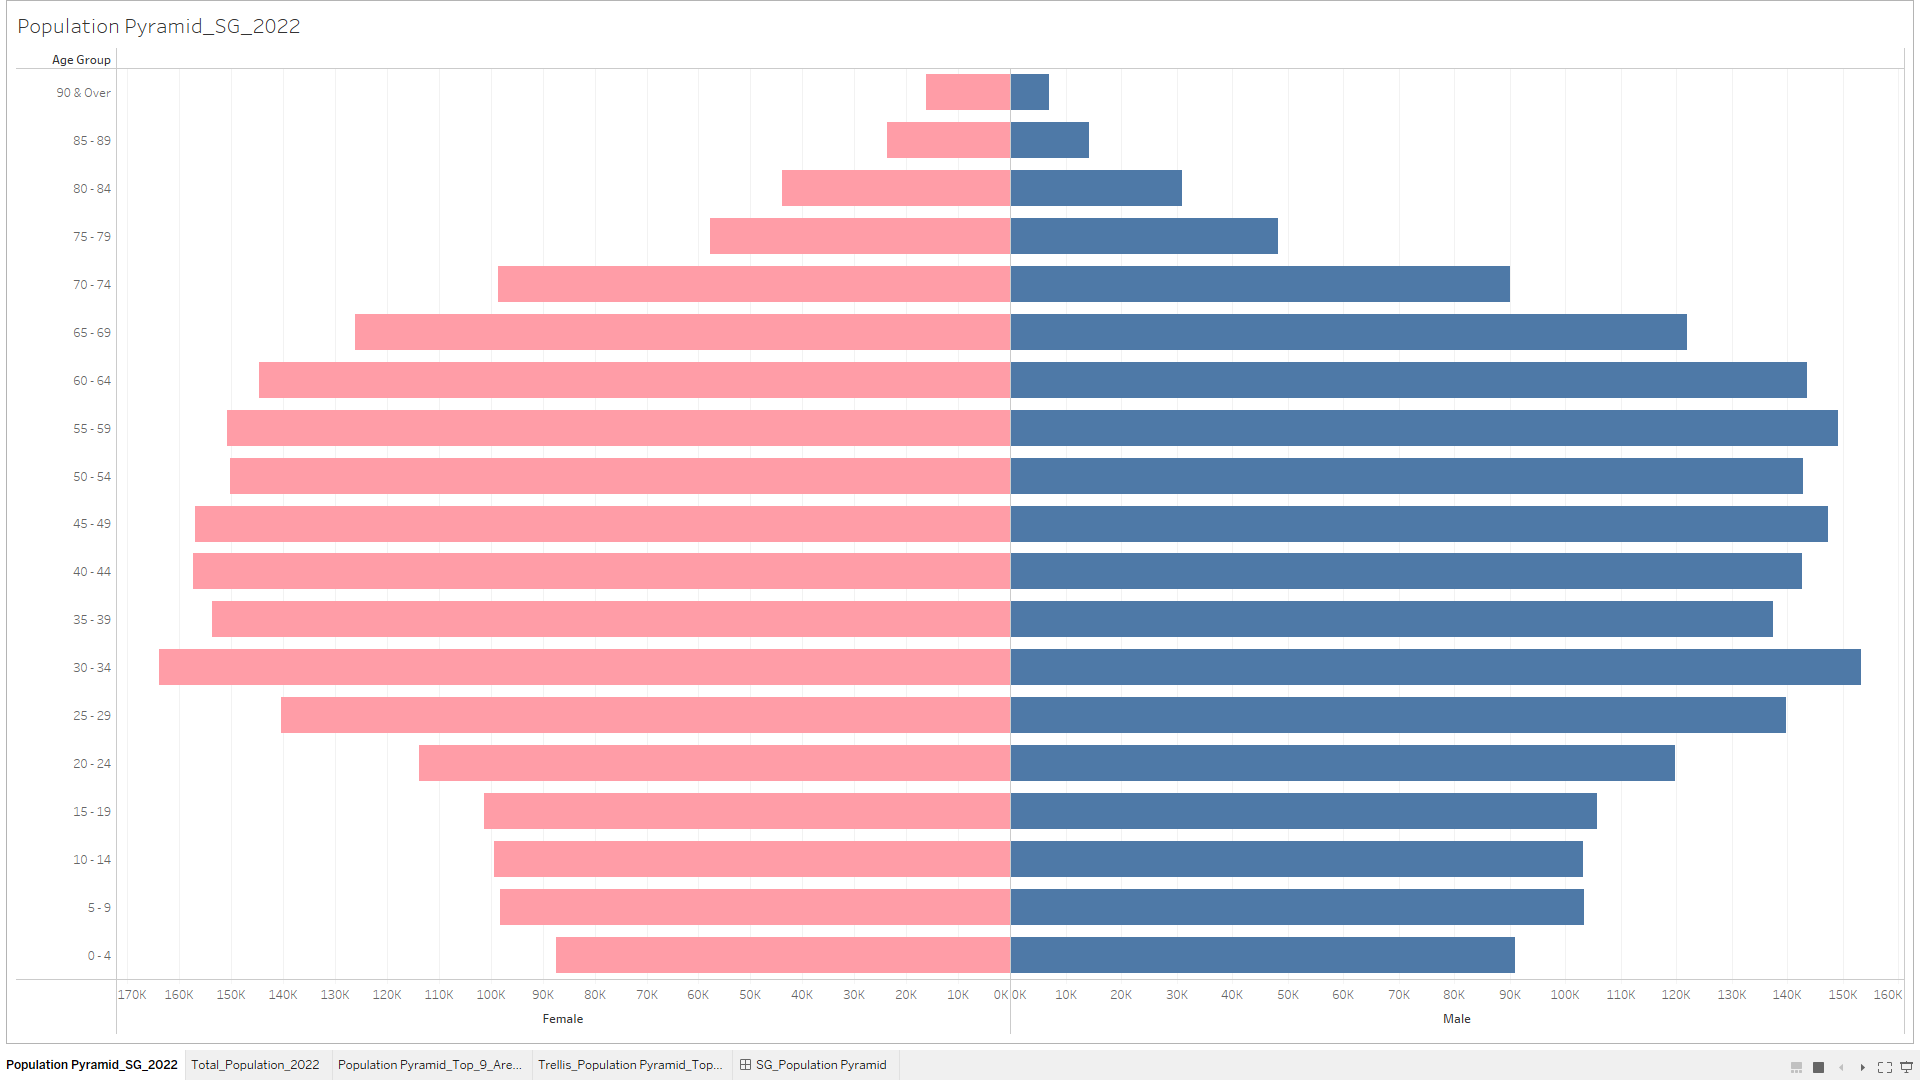 Population Pyramid_SG_2022
Age Group
90 & Over
85 - 89
80 - 84
75 - 79
70 - 74
65 - 69
60 - 64
55 - 59
50 - 54
45 - 49
40 - 44
35 - 39
30 - 34
25 - 29
20 - 24
15 - 19
10 - 14
5 - 9
0 - 4
170K 160K 150K 140K 130K 120K 110K 100K 90K 80K 70K 60K 50K 40K 30K 20K 10K 0K 0K 10K 20K 30K 40K 50K 60K 70K 80K 90K 100K 110K 120K 130K 140K 150K 160K
Female Male
Population Pyramid_SG_2022 Total_Population_2022 Population Pyramid_Top_9_Are... Trellis_Population Pyramid_Top... SG_Population Pyramid